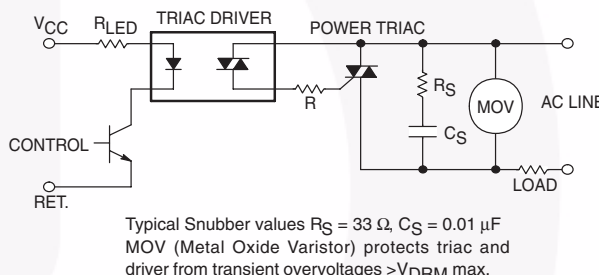 TRIAC DRIVER
POWER TRIAC
VCC
RLED
R
RS
CS
MOV
AC LINE
CONTROL
RET.
LOAD
Typical Snubber values RS = 33 Ω, CS = 0.01 µF
MOV (Metal Oxide Varistor) protects triac and
driver from transient overvoltages >VDRM max.